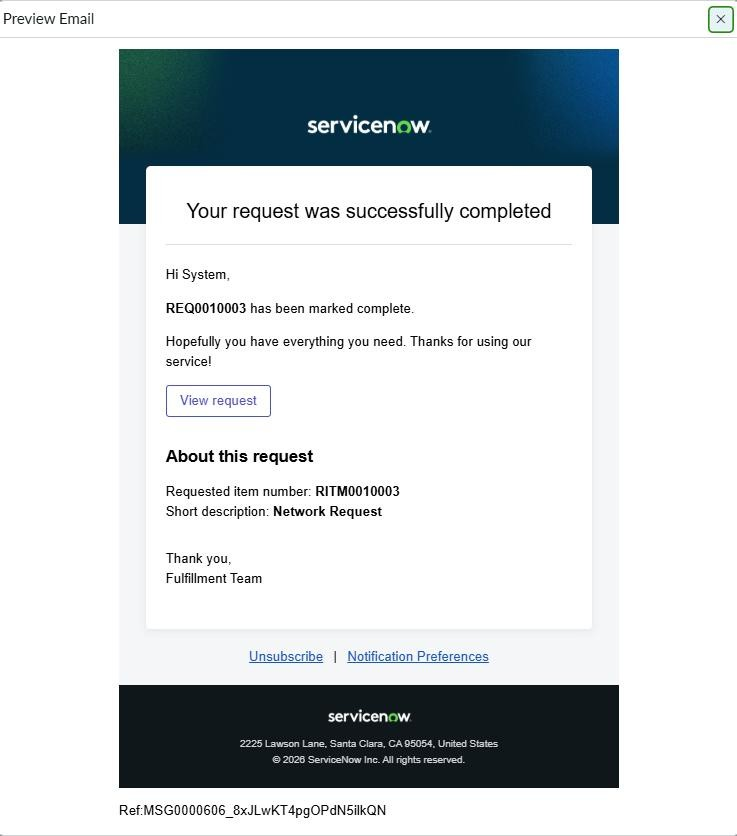 Preview Email
servicenow
Your request was successfully completed
Hi System,
REQ0010003 has been marked complete.
Hopefully you have everything you need. Thanks for using our
service!
View request
About this request
Requested item number: RITM0010003
Short description: Network Request
Thank you,
Fulfillment Team
Unsubscribe | Notification Preferences
servicenow
2225 Lawson Lane, Santa Clara, CA 95054, United States
© 2026 ServiceNow Inc. All rights reserved.
Ref:MSG0000606_8xJLwKT4pgOPdN5ilkQN